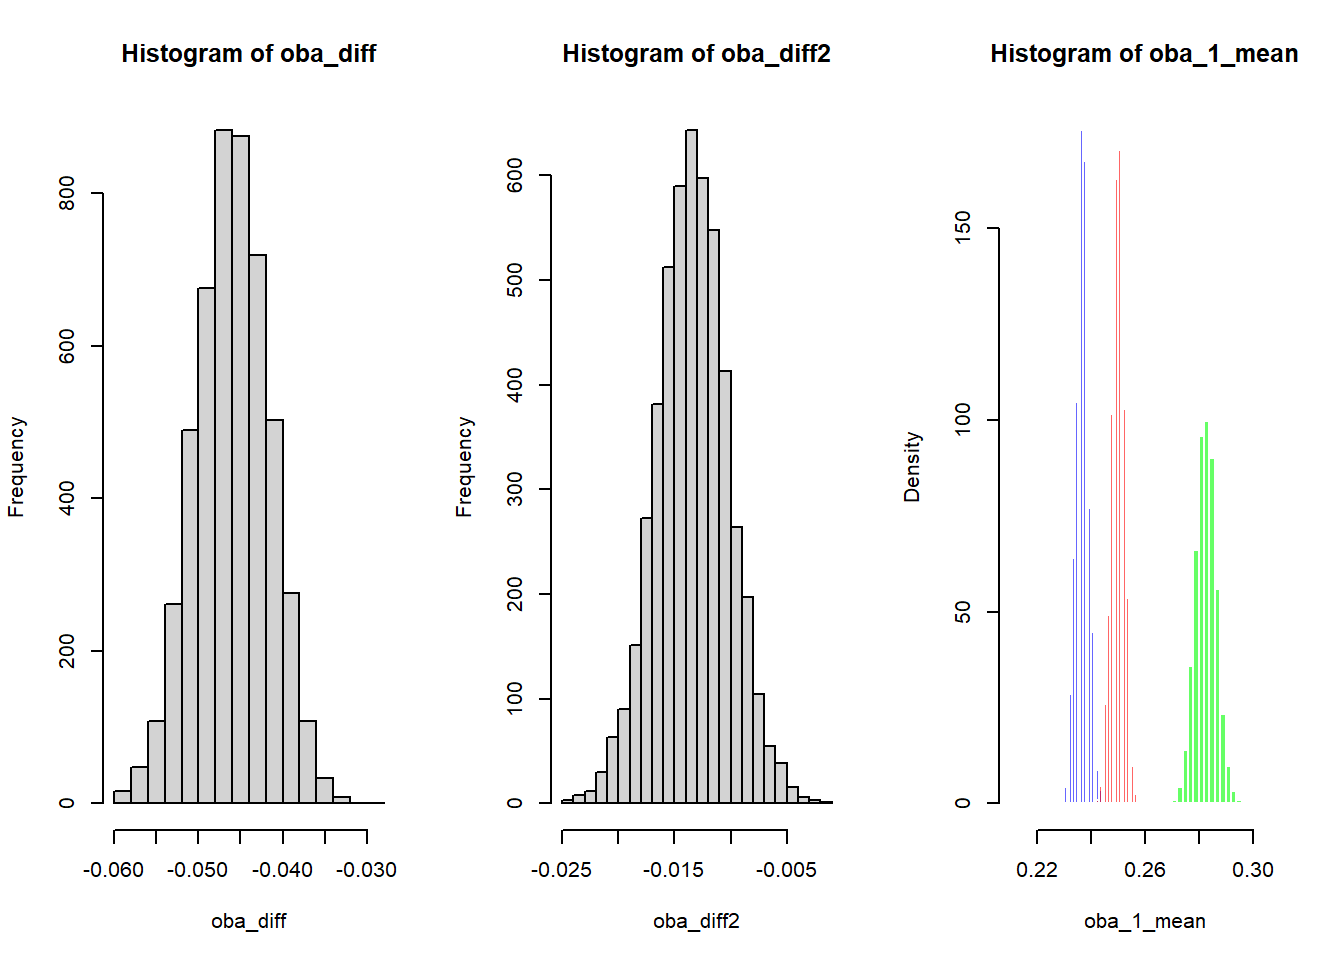 Histogram of oba_diff
Frequency
0
200
400
600
800
-0.060
-0.050
-0.040
-0.030
oba_diff
Histogram of oba_diff2
Frequency
0
100
200
300
400
500
600
-0.025
-0.015
-0.005
oba_diff2
Histogram of oba_1_mean
Density
0
50
100
150
0.22
0.26
0.30
oba_1_mean